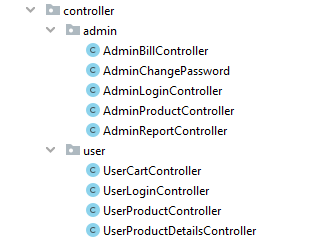 controller
admin
C AdminBillController
C AdminChangePassword
C AdminLoginController
C AdminProductController
C AdminReportController
user
C UserCartController
C UserLoginController
C UserProductController
C UserProductDetailsController